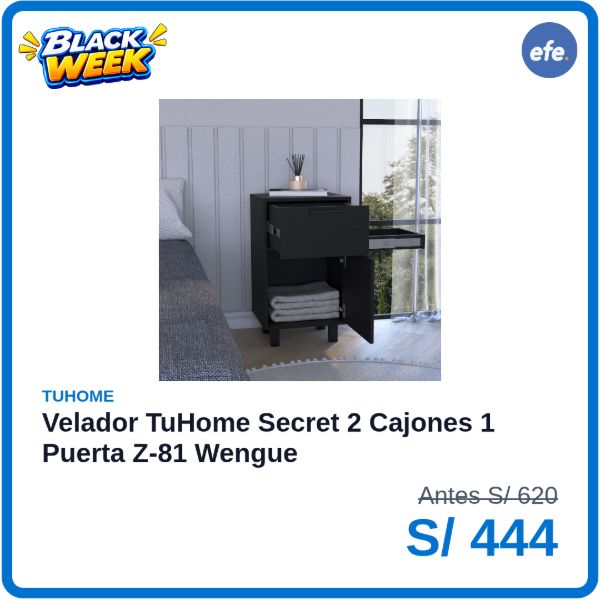 BLACK
WEEK
efe.
TUHOME
Velador TuHome Secret 2 Cajones 1
Puerta Z-81 Wengue
Antes S/ 620
S/ 444